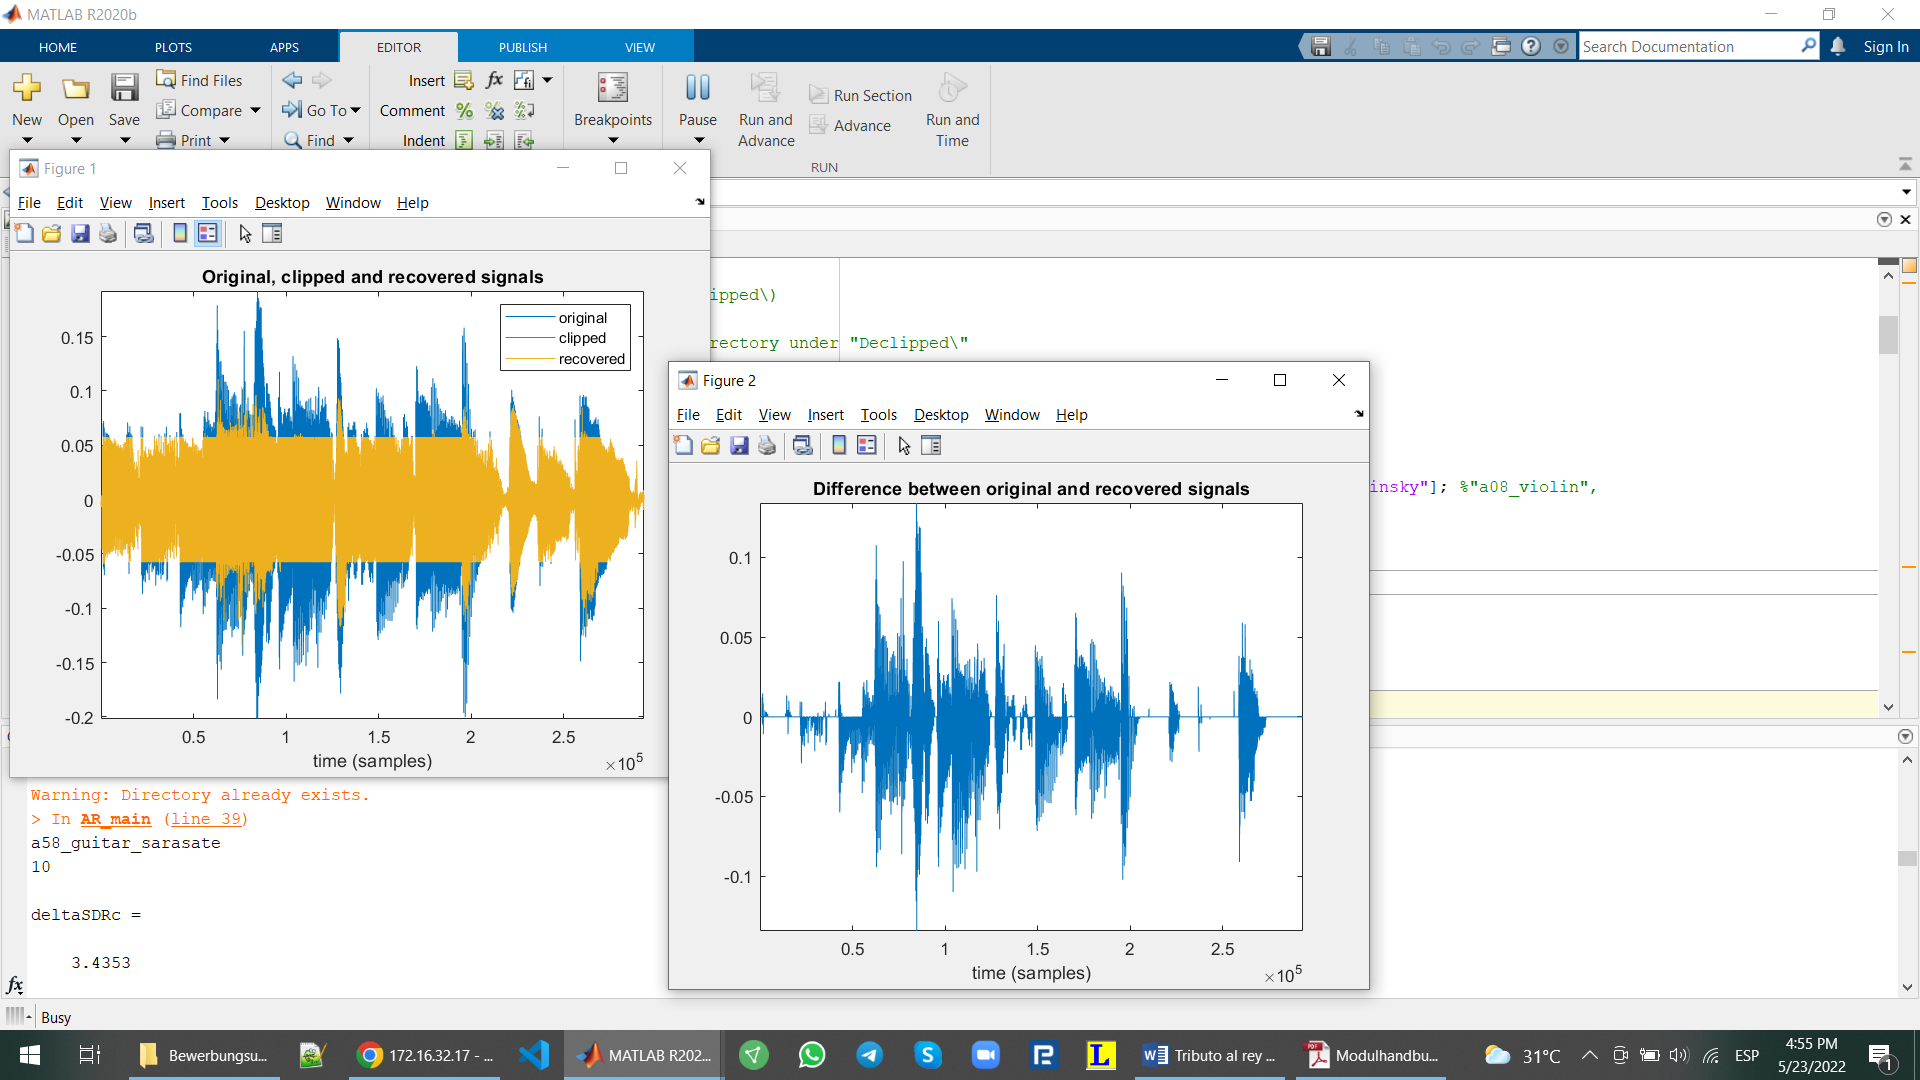 MATLAB R2020b
HOME PLOTS APPS EDITOR PUBLISH VIEW
Search Documentation
Sign In
New Open Save
Find Files
Compare
Print
Go To
Find
Insert fx
Comment
Indent
Breakpoints
Pause
Run and Advance
Run Section
Advance
Run and Time
RUN
Figure 1
File Edit View Insert Tools Desktop Window Help
Original, clipped and recovered signals
original
clipped
recovered
0.15
0.1
0.05
0
-0.05
-0.1
-0.15
-0.2
0.5 1 1.5 2 2.5
time (samples)
×10^5
ipped\)
rectory under "Declipped\"
insky"]; %"a08_violin",
Figure 2
File Edit View Insert Tools Desktop Window Help
Difference between original and recovered signals
0.1
0.05
0
-0.05
-0.1
0.5 1 1.5 2 2.5
time (samples)
×10^5
Warning: Directory already exists.
> In AR_main (line 39)
a58_guitar_sarasate
10
deltaSDRc =
3.4353
fx
Busy
Bewerbungsu...
172.16.32.17 - ...
MATLAB R202...
Tributo al rey ...
Modulhandbu...
31°C
ESP
4:55 PM
5/23/2022
1